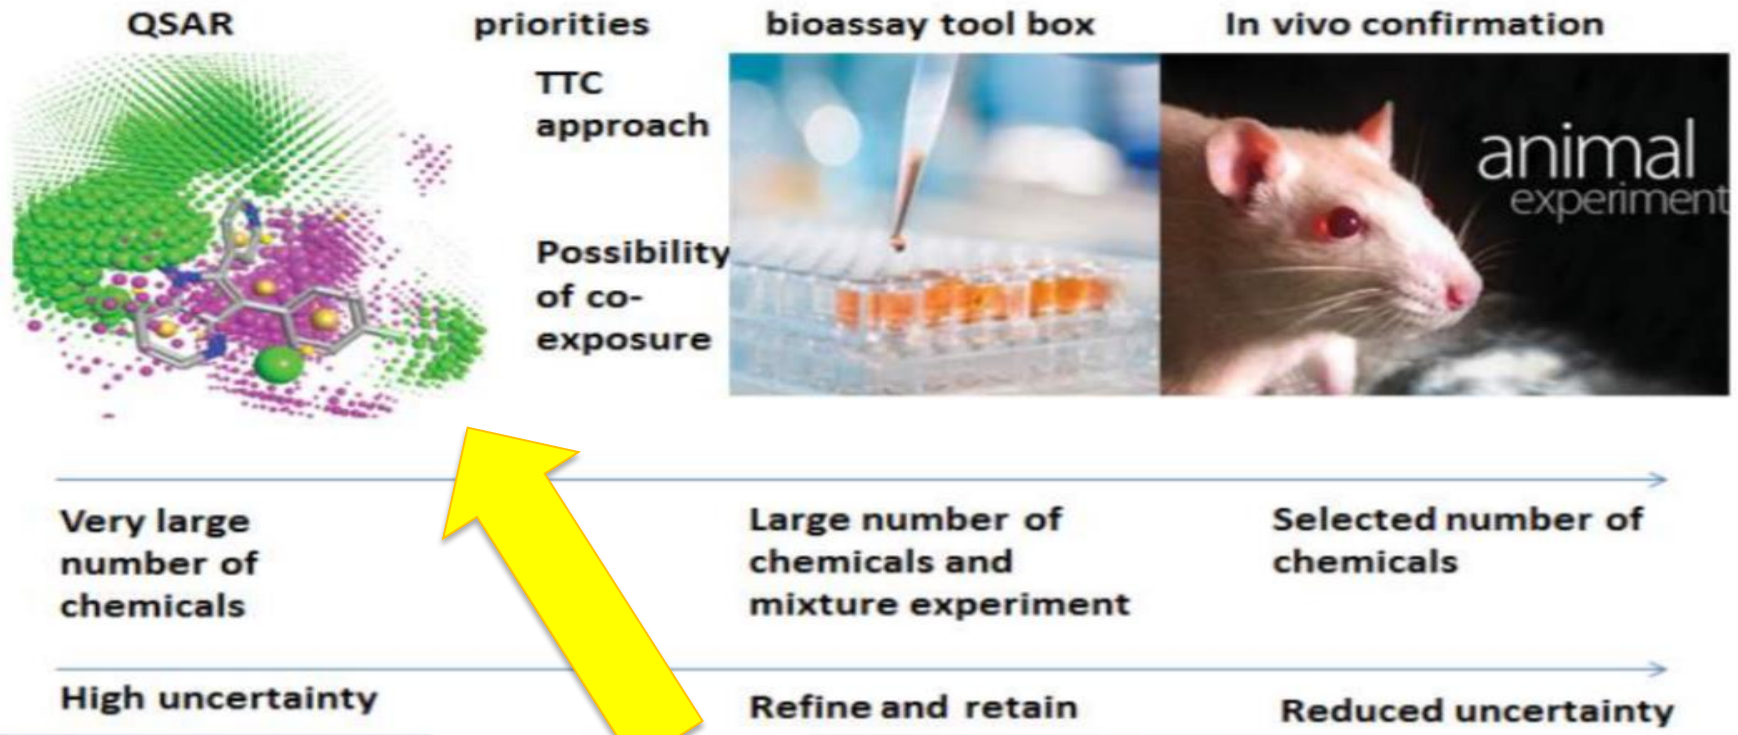 QSAR
priorities
bioassay tool box
In vivo confirmation
TTC
approach
Possibility
of co-
exposure
animal
experiment
Very large
number of
chemicals
Large number of
chemicals and
mixture experiment
Selected number of
chemicals
High uncertainty
Refine and retain
Reduced uncertainty